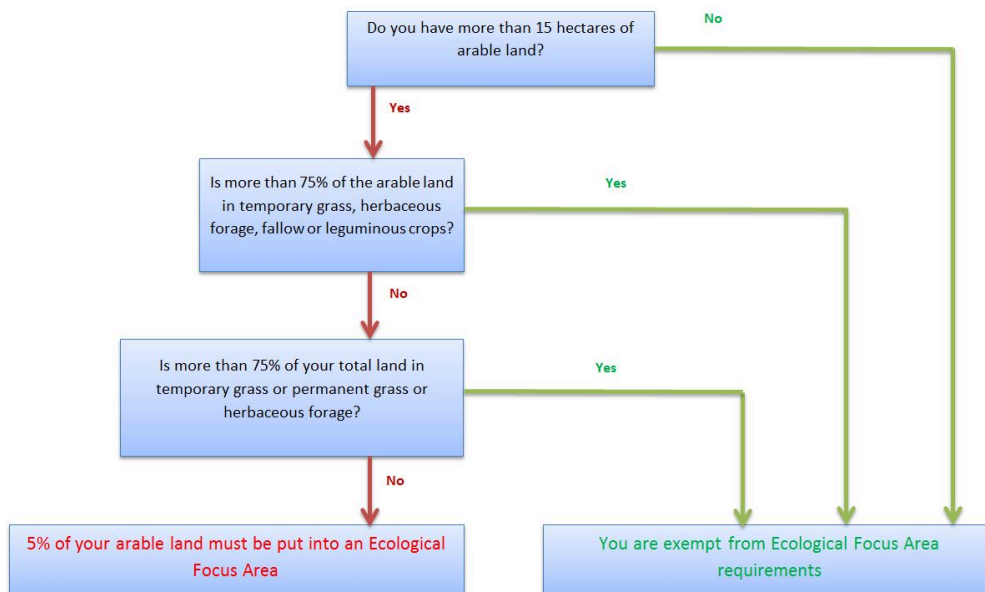 Do you have more than 15 hectares of
arable land?
No
Yes
Is more than 75% of the arable land
in temporary grass, herbaceous
forage, fallow or leguminous crops?
Yes
No
Is more than 75% of your total land in
temporary grass or permanent grass or
herbaceous forage?
Yes
No
5% of your arable land must be put into an Ecological
Focus Area
You are exempt from Ecological Focus Area
requirements